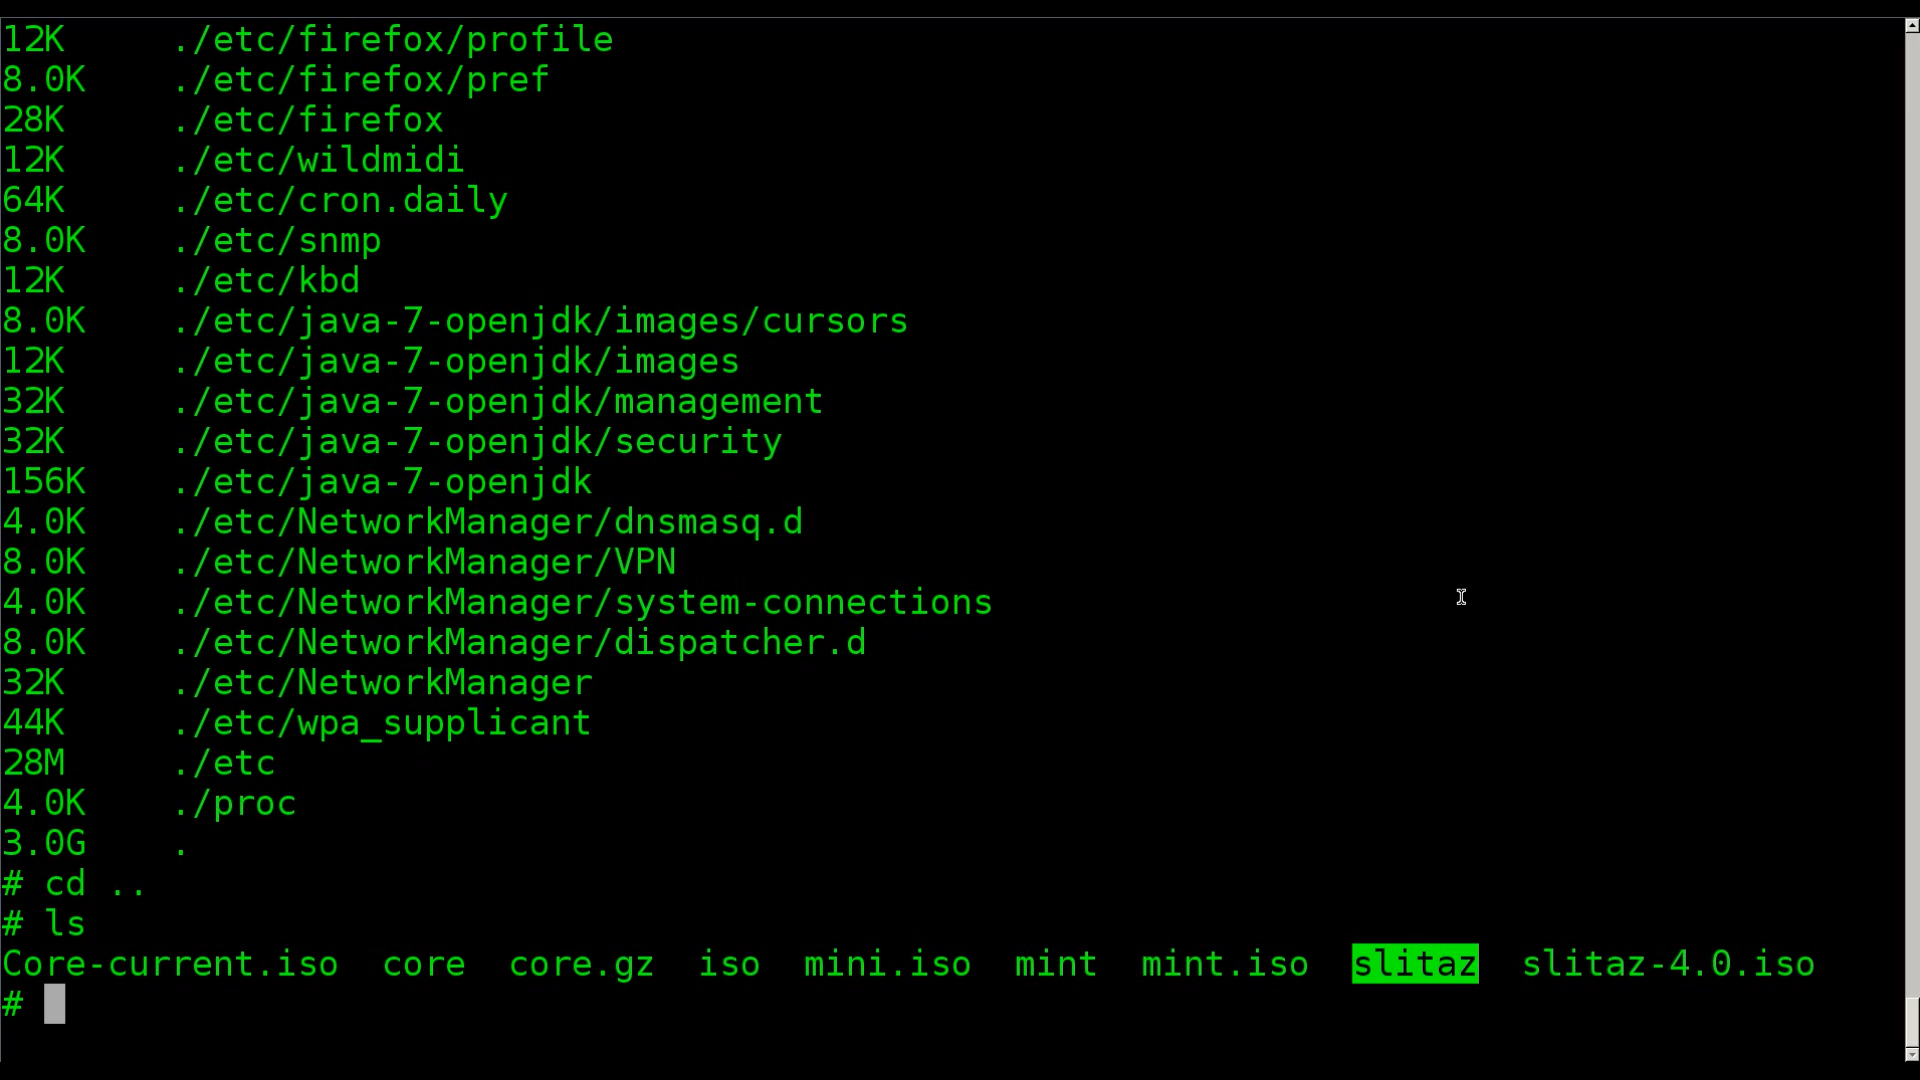 12K ./etc/firefox/profile
8.0K ./etc/firefox/pref
28K ./etc/firefox
12K ./etc/wildmidi
64K ./etc/cron.daily
8.0K ./etc/snmp
12K ./etc/kbd
8.0K ./etc/java-7-openjdk/images/cursors
12K ./etc/java-7-openjdk/images
32K ./etc/java-7-openjdk/management
32K ./etc/java-7-openjdk/security
156K ./etc/java-7-openjdk
4.0K ./etc/NetworkManager/dnsmasq.d
8.0K ./etc/NetworkManager/VPN
4.0K ./etc/NetworkManager/system-connections
8.0K ./etc/NetworkManager/dispatcher.d
32K ./etc/NetworkManager
44K ./etc/wpa_supplicant
28M ./etc
4.0K ./proc
3.0G .
# cd ..
# ls
Core-current.iso core core.gz iso mini.iso mint mint.iso slitaz slitaz-4.0.iso
#